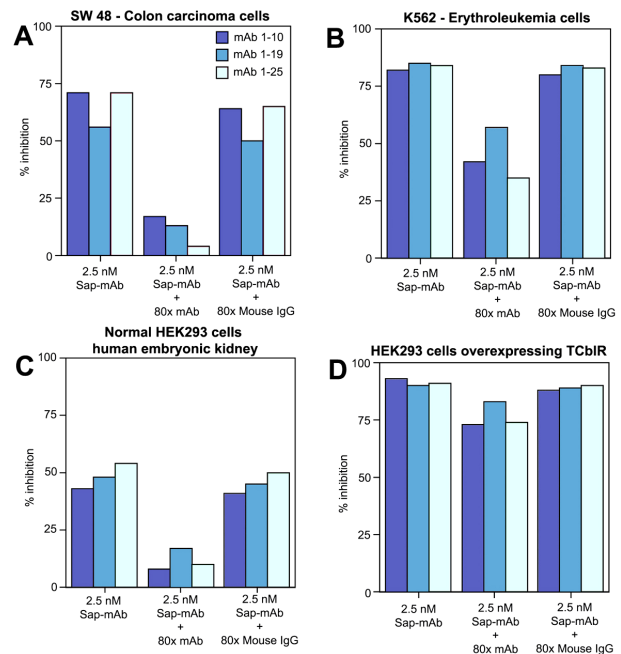 A
SW 48 - Colon carcinoma cells
mAb 1-10
mAb 1-19
mAb 1-25
% inhibition
100
75
50
25
0
2.5 nM
Sap-mAb
2.5 nM
Sap-mAb
+
80x mAb
2.5 nM
Sap-mAb
+
80x Mouse IgG
B
K562 - Erythroleukemia cells
% inhibition
100
75
50
25
0
2.5 nM
Sap-mAb
2.5 nM
Sap-mAb
+
80x mAb
2.5 nM
Sap-mAb
+
80x Mouse IgG
C
Normal HEK293 cells
human embryonic kidney
% inhibition
100
75
50
25
0
2.5 nM
Sap-mAb
2.5 nM
Sap-mAb
+
80x mAb
2.5 nM
Sap-mAb
+
80x Mouse IgG
D
HEK293 cells overexpressing TCblR
% inhibition
100
75
50
25
0
2.5 nM
Sap-mAb
2.5 nM
Sap-mAb
+
80x mAb
2.5 nM
Sap-mAb
+
80x Mouse IgG